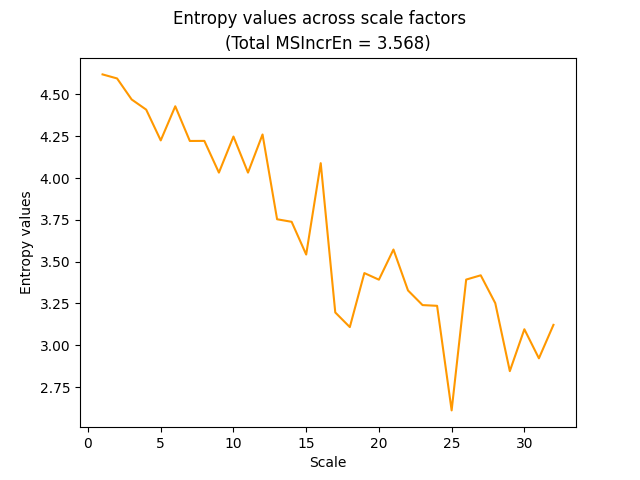 Entropy values across scale factors
(Total MSIncrEn = 3.568)
4.50
4.25
4.00
3.75
3.50
3.25
3.00
2.75
Entropy values
0 5 10 15 20 25 30
Scale